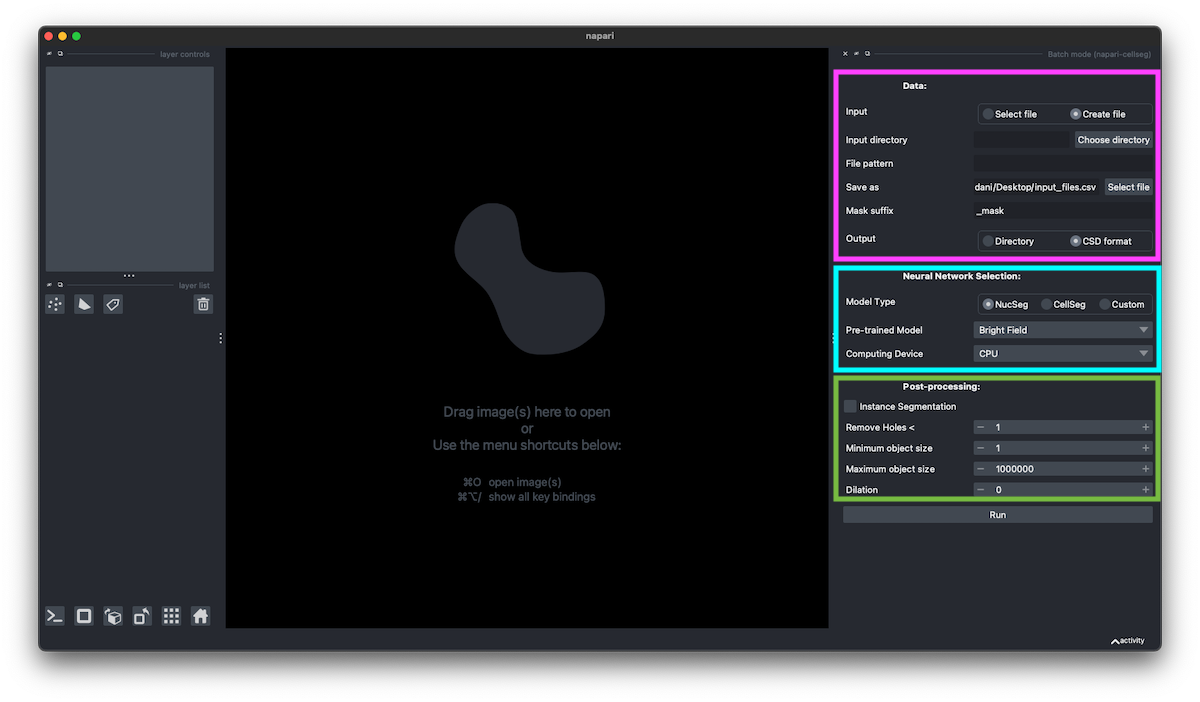 napari
layer controls
layer list
Drag image(s) here to open
or
Use the menu shortcuts below:
⌘O open image(s)
⌘⌥/ show all key bindings
Batch mode (napari-cellseg)
Data:
Input Select file Create file
Input directory Choose directory
File pattern
Save as dani/Desktop/input_files.csv Select file
Mask suffix _mask
Output Directory CSD format
Neural Network Selection:
Model Type NucSeg CellSeg Custom
Pre-trained Model Bright Field
Computing Device CPU
Post-processing:
Instance Segmentation
Remove Holes < − 1 +
Minimum object size − 1 +
Maximum object size − 1000000 +
Dilation − 0 +
Run
activity